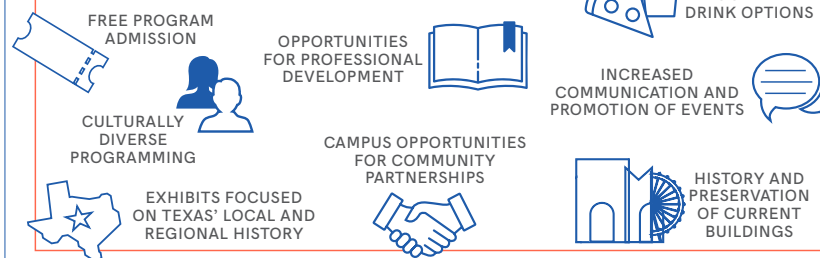 FREE PROGRAM
ADMISSION
OPPORTUNITIES
FOR PROFESSIONAL
DEVELOPMENT
DRINK OPTIONS
INCREASED
COMMUNICATION AND
PROMOTION OF EVENTS
CULTURALLY
DIVERSE
PROGRAMMING
CAMPUS OPPORTUNITIES
FOR COMMUNITY
PARTNERSHIPS
EXHIBITS FOCUSED
ON TEXAS' LOCAL AND
REGIONAL HISTORY
HISTORY AND
PRESERVATION
OF CURRENT
BUILDINGS